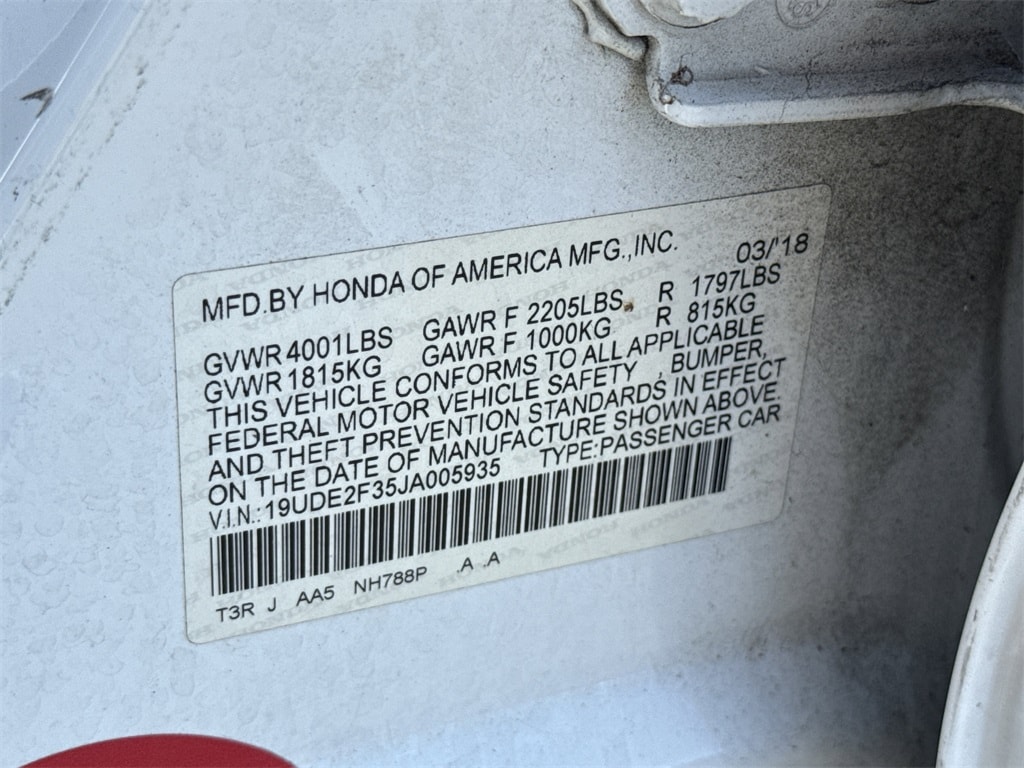 MFD.BY HONDA OF AMERICA MFG.,INC. 03/'18
GVWR 4001LBS GAWR F 2205LBS R 1797LBS
GVWR 1815KG GAWR F 1000KG R 815KG
THIS VEHICLE CONFORMS TO ALL APPLICABLE
FEDERAL MOTOR VEHICLE SAFETY , BUMPER,
AND THEFT PREVENTION STANDARDS IN EFFECT
ON THE DATE OF MANUFACTURE SHOWN ABOVE.
V.I.N.: 19UDE2F35JA005935 TYPE:PASSENGER CAR
T3R J AA5 NH788P .A .A